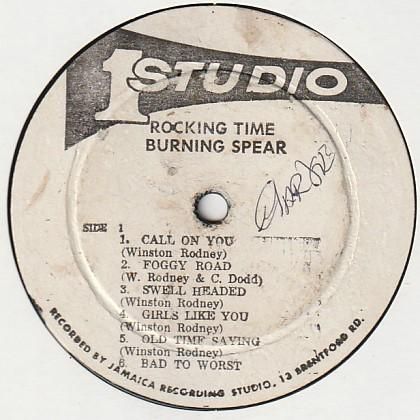 1 STUDIO
ROCKING TIME
BURNING SPEAR
SIDE 1
1. CALL ON YOU
(Winston Rodney)
2. FOGGY ROAD
(W. Rodney & C. Dodd)
3. SWELL HEADED
(Winston Rodney)
4. GIRLS LIKE YOU
(Winston Rodney)
5. OLD TIME SAYING
(Winston Rodney)
6. BAD TO WORST
RECORDED BY JAMAICA RECORDING STUDIO, 13 BRENTFORD RD.